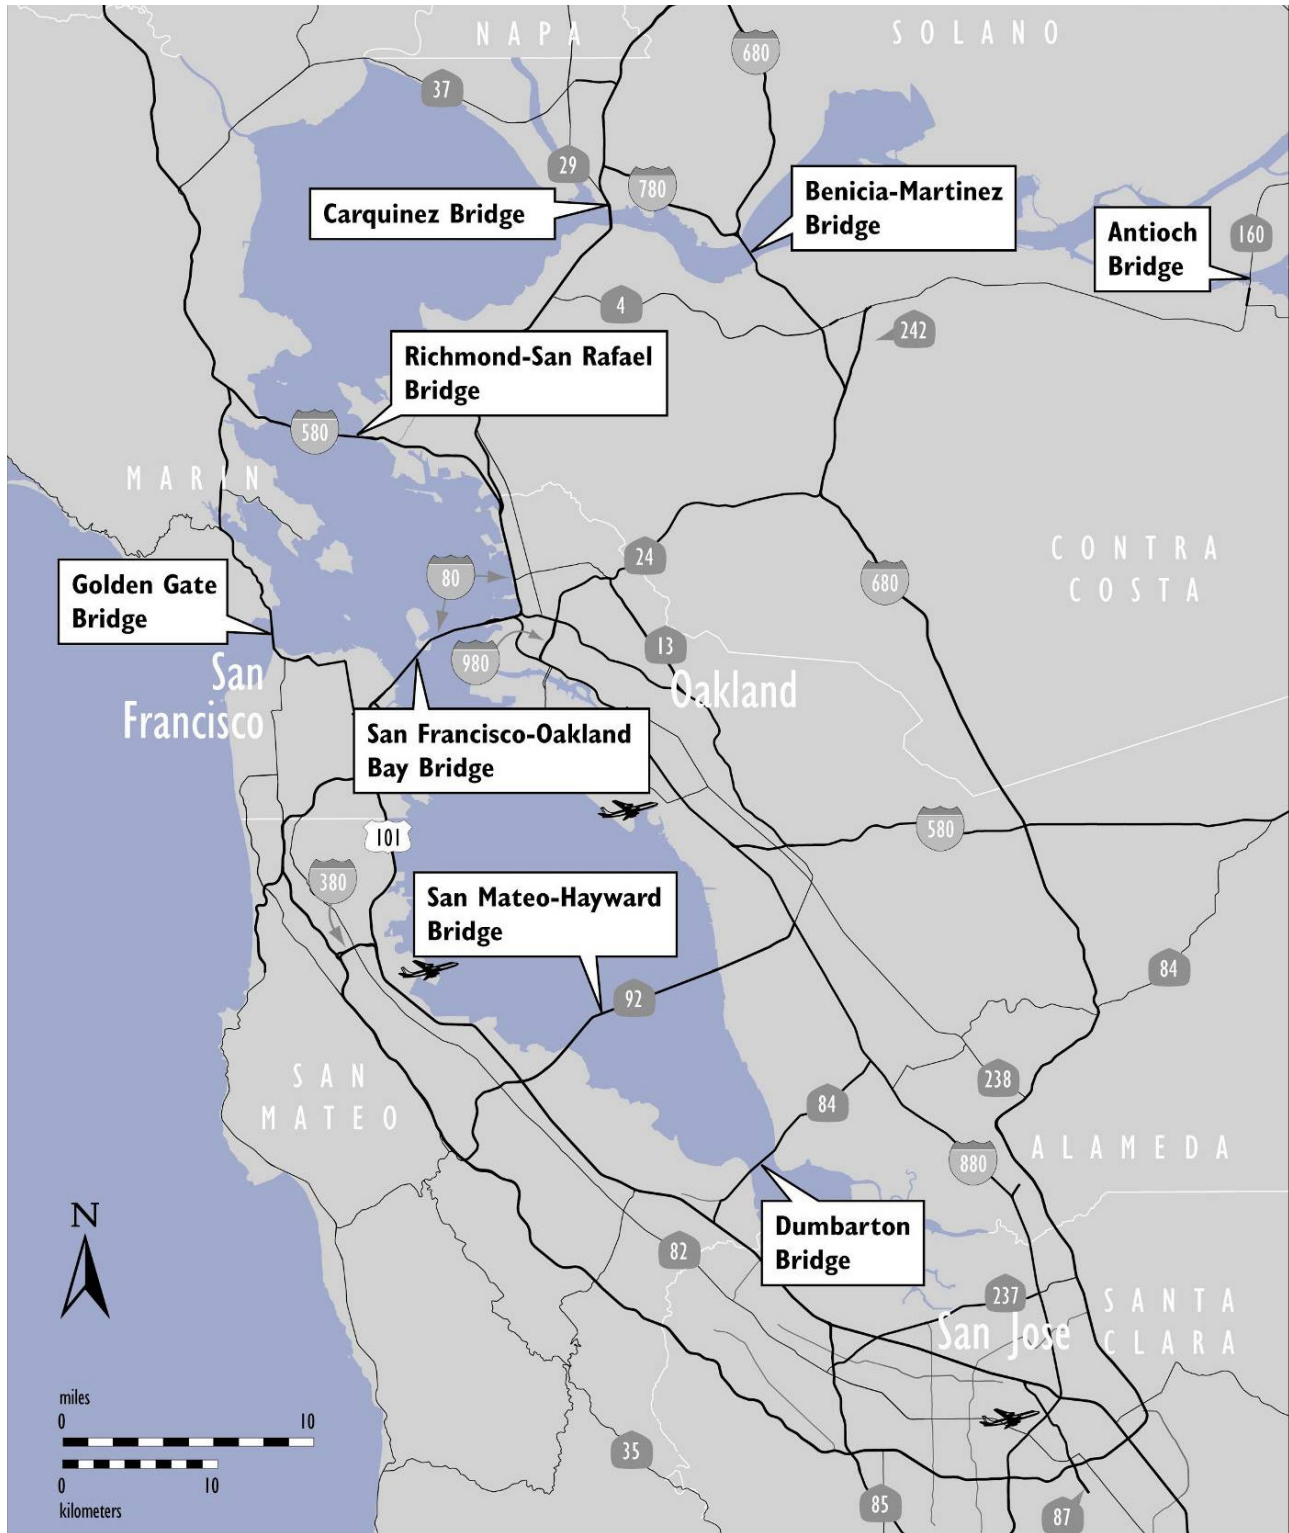 NAPA
SOLANO
680
37
29
780
Carquinez Bridge
Benicia-Martinez
Bridge
Antioch
Bridge
160
4
242
Richmond-San Rafael
Bridge
580
MARIN
24
CONTRA
COSTA
80
680
Golden Gate
Bridge
13
980
San
Francisco
Oakland
San Francisco-Oakland
Bay Bridge
101
580
380
San Mateo-Hayward
Bridge
84
92
SAN
MATEO
238
84
ALAMEDA
880
N
Dumbarton
Bridge
82
237
SANTA
CLARA
San Jose
miles
0 10
0 10
kilometers
35
85
87